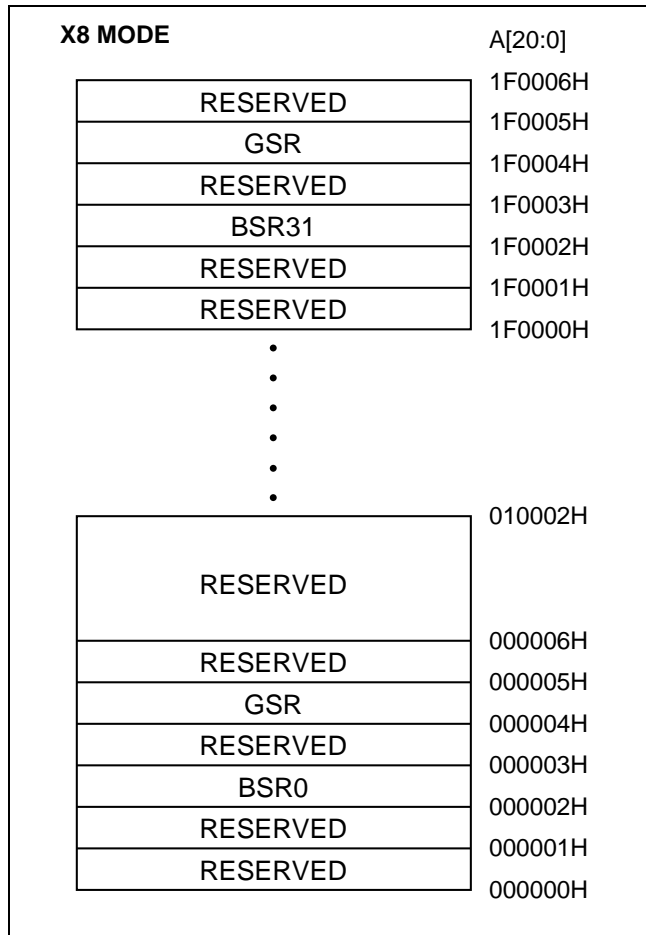 X8 MODE
A[20:0]
1F0006H
RESERVED
1F0005H
GSR
1F0004H
RESERVED
1F0003H
BSR31
1F0002H
RESERVED
1F0001H
RESERVED
1F0000H
010002H
RESERVED
000006H
RESERVED
000005H
GSR
000004H
RESERVED
000003H
BSR0
000002H
RESERVED
000001H
RESERVED
000000H